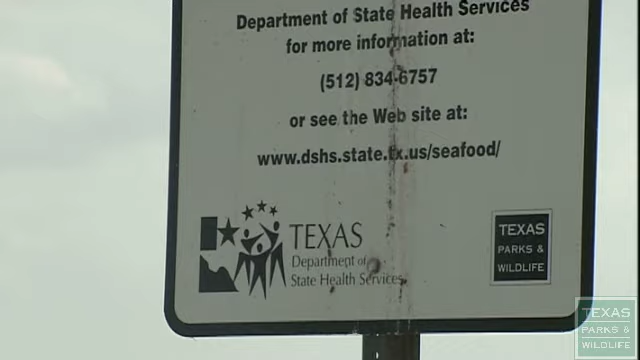 Department of State Health Services
for more information at:
(512) 834-6757
or see the Web site at:
www.dshs.state.tx.us/seafood/
TEXAS
Department of
State Health Services
TEXAS
PARKS &
WILDLIFE
TEXAS
PARKS &
WILDLIFE